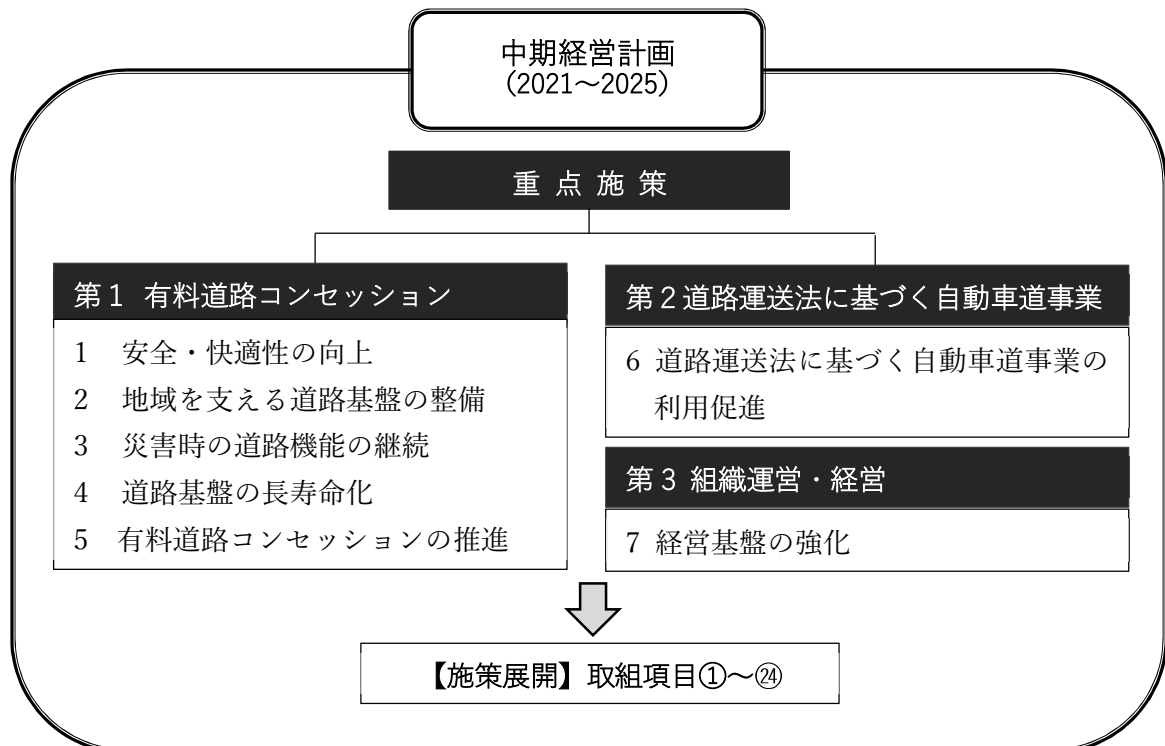 中期経営計画
(2021～2025)
重 点 施 策
第1 有料道路コンセッション
1 安全・快適性の向上
2 地域を支える道路基盤の整備
3 災害時の道路機能の継続
4 道路基盤の長寿命化
5 有料道路コンセッションの推進
第2道路運送法に基づく自動車道事業
6 道路運送法に基づく自動車道事業の
利用促進
第3 組織運営・経営
7 経営基盤の強化
【施策展開】取組項目①～㉔